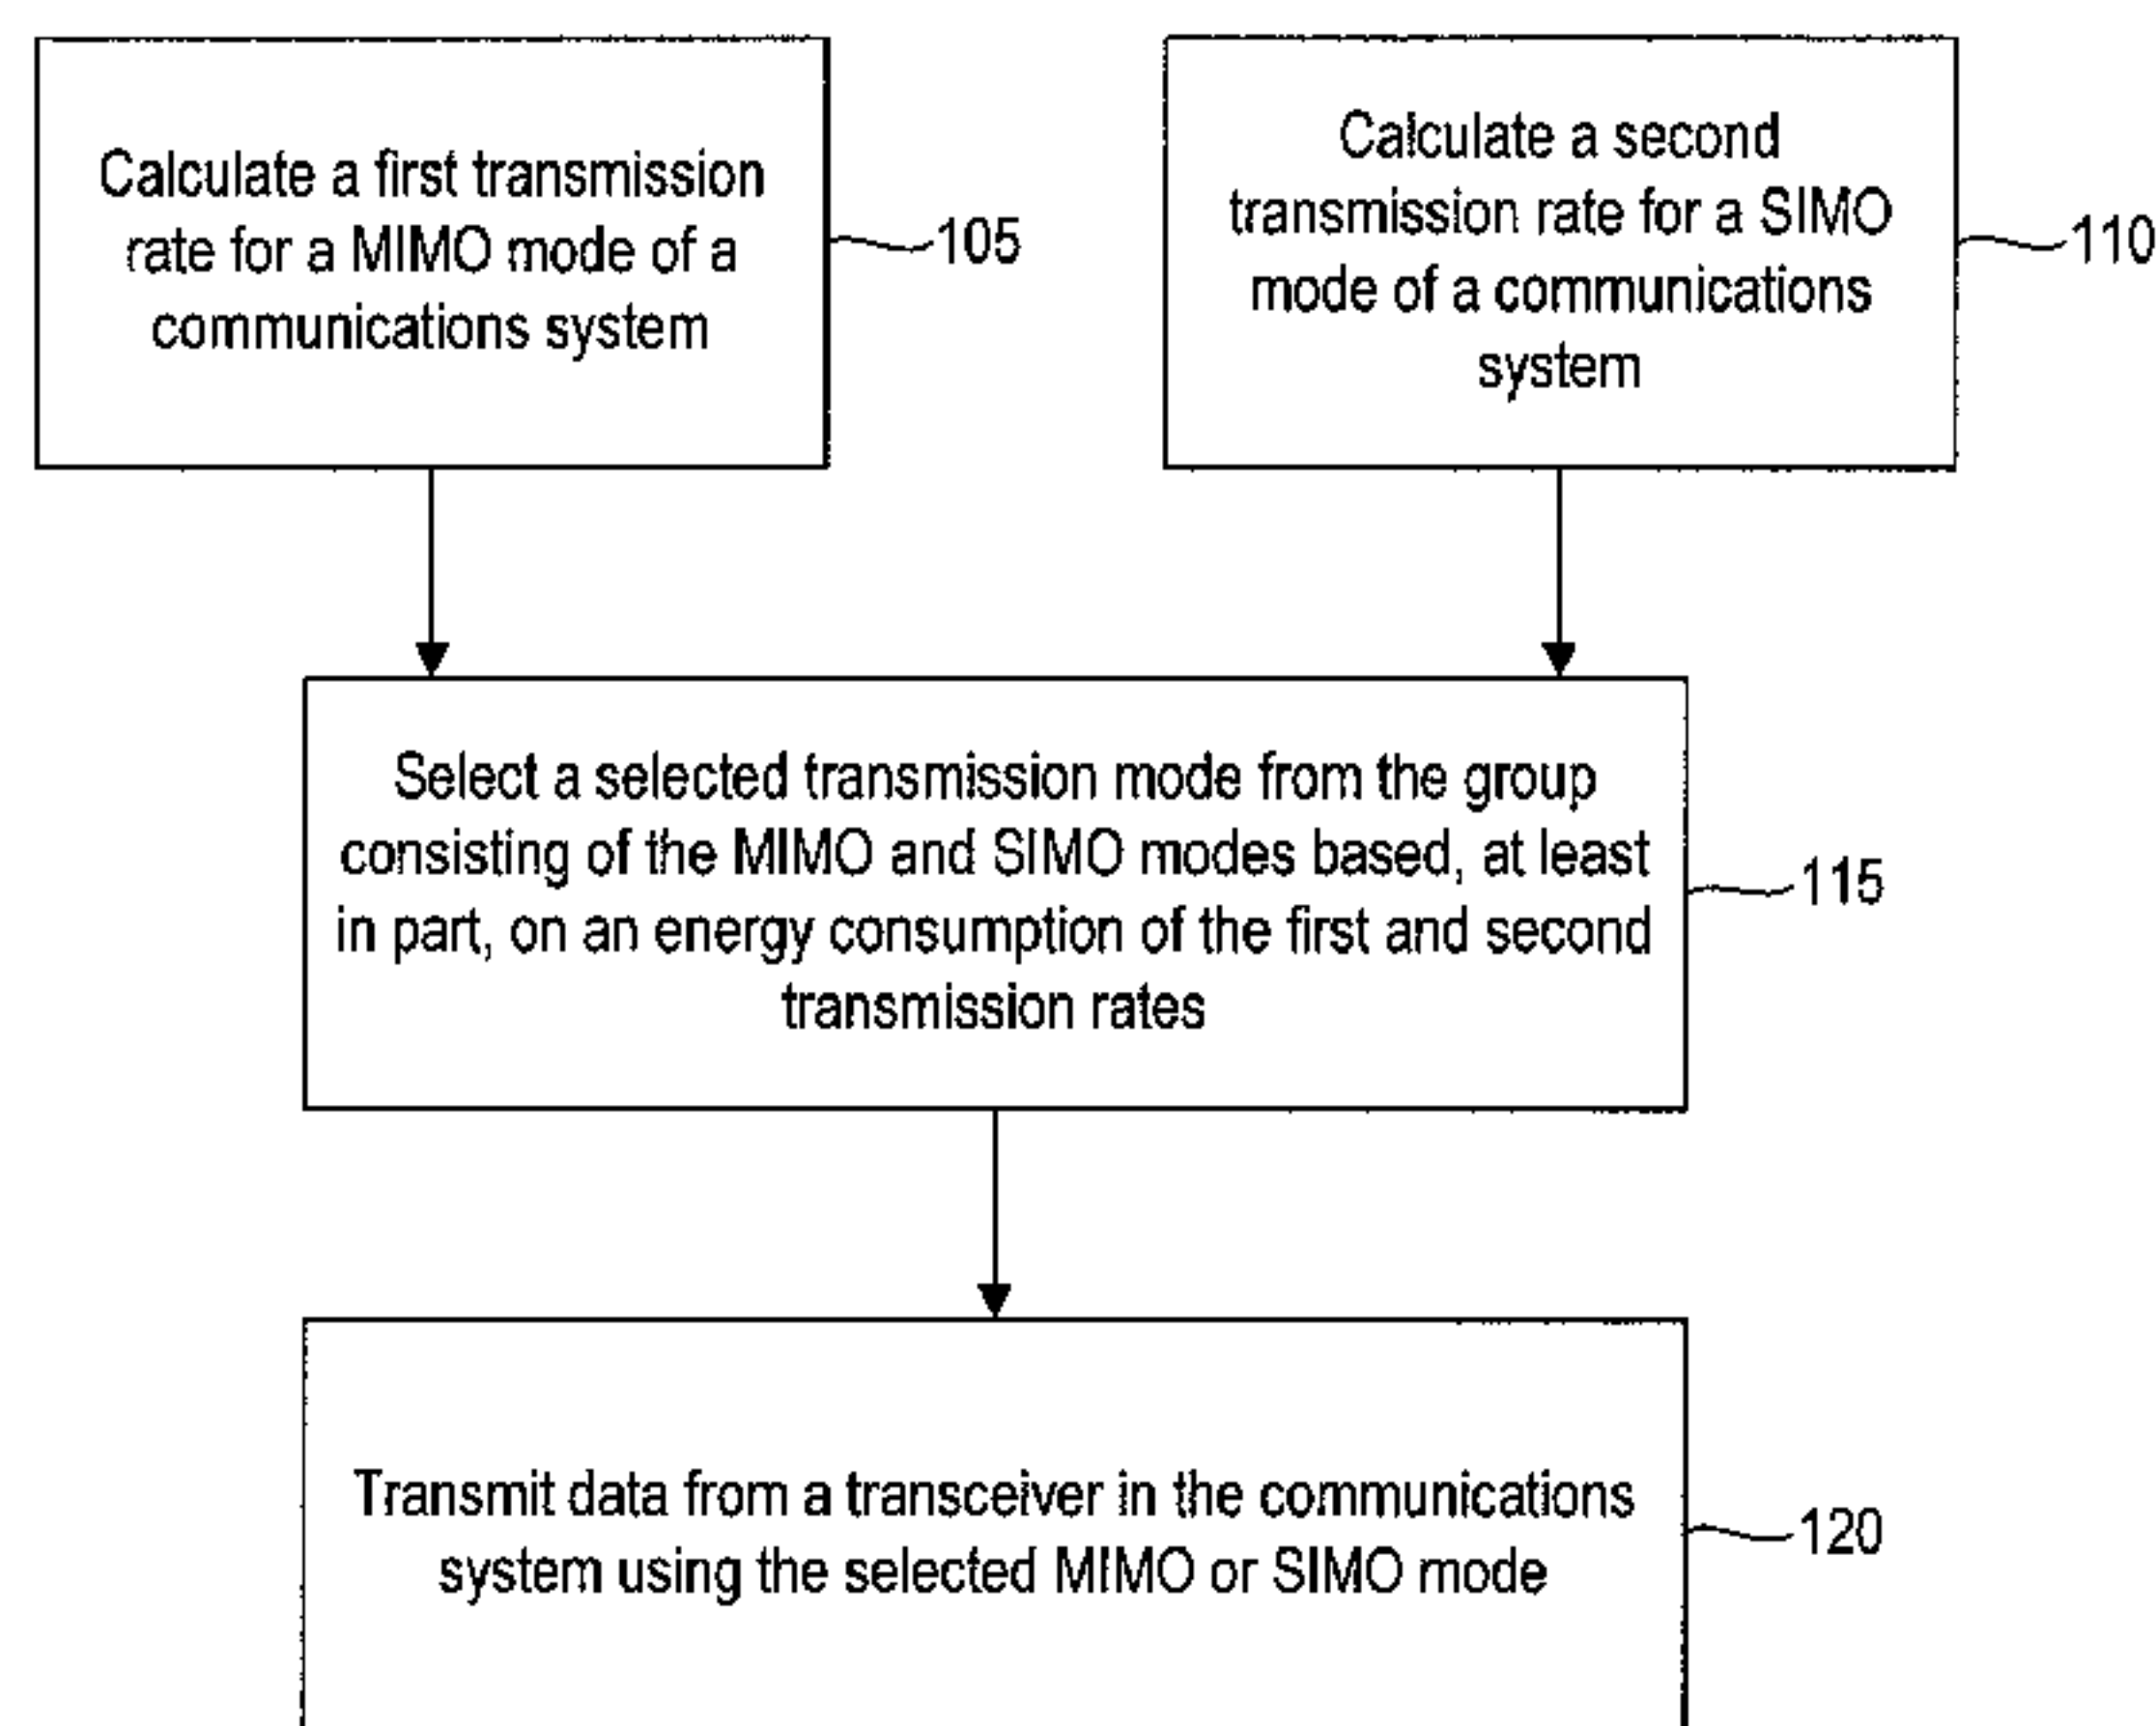 Calculate a first transmission
rate for a MIMO mode of a
communications system
105
Calculate a second
transmission rate for a SIMO
mode of a communications
system
110
Select a selected transmission mode from the group
consisting of the MIMO and SIMO modes based, at least
in part, on an energy consumption of the first and second
transmission rates
115
Transmit data from a transceiver in the communications
system using the selected MIMO or SIMO mode
120